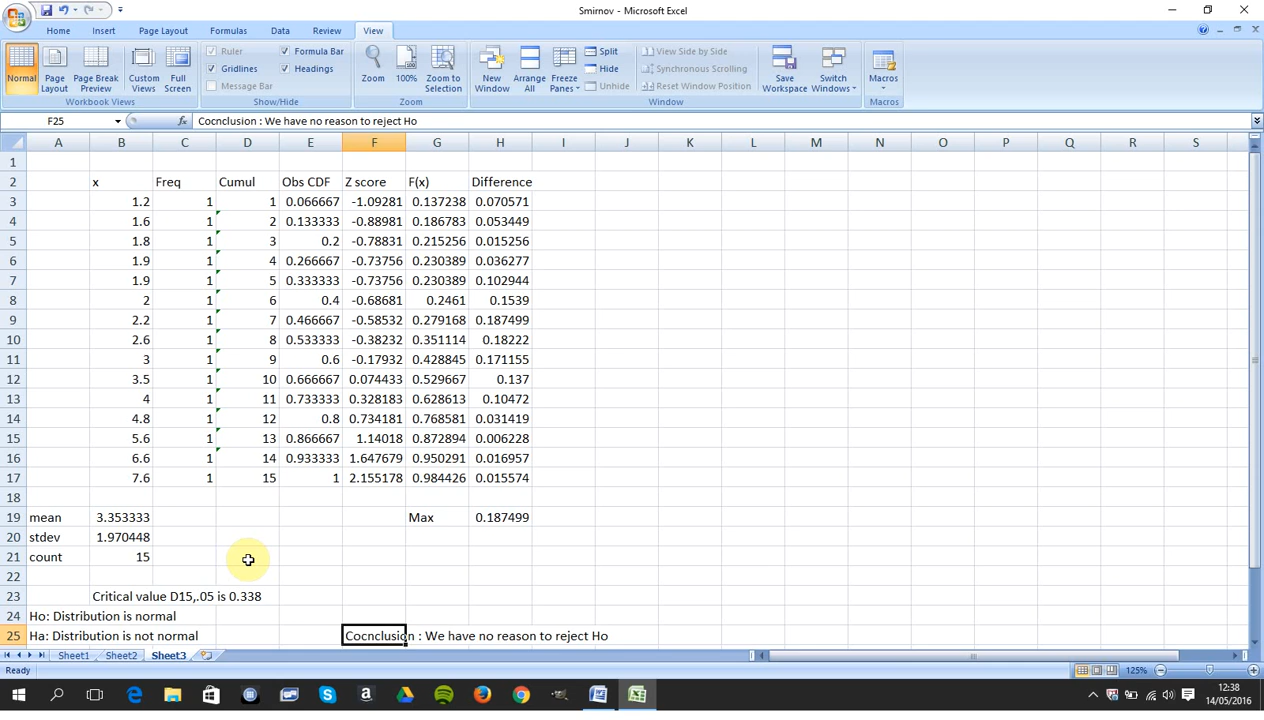 Smirnov - Microsoft Excel
Home Insert Page Layout Formulas Data Review View
Normal Page Layout Page Break Preview Custom Views Full Screen
Workbook Views
Ruler Formula Bar
Gridlines Headings
Message Bar
Show/Hide
Zoom 100% Zoom to Selection
Zoom
New Window Arrange All Freeze Panes
Split
Hide
Unhide
View Side by Side
Synchronous Scrolling
Reset Window Position
Window
Save Workspace Switch Windows
Macros
Macros
F25 fx Cocnclusion : We have no reason to reject Ho
A B C D E F G H I J K L M N O P Q R S
1
2 x Freq Cumul Obs CDF Z score F(x) Difference
3 1.2 1 1 0.066667 -1.09281 0.137238 0.070571
4 1.6 1 2 0.133333 -0.88981 0.186783 0.053449
5 1.8 1 3 0.2 -0.78831 0.215256 0.015256
6 1.9 1 4 0.266667 -0.73756 0.230389 0.036277
7 1.9 1 5 0.333333 -0.73756 0.230389 0.102944
8 2 1 6 0.4 -0.68681 0.2461 0.1539
9 2.2 1 7 0.466667 -0.58532 0.279168 0.187499
10 2.6 1 8 0.533333 -0.38232 0.351114 0.18222
11 3 1 9 0.6 -0.17932 0.428845 0.171155
12 3.5 1 10 0.666667 0.074433 0.529667 0.137
13 4 1 11 0.733333 0.328183 0.628613 0.10472
14 4.8 1 12 0.8 0.734181 0.768581 0.031419
15 5.6 1 13 0.866667 1.14018 0.872894 0.006228
16 6.6 1 14 0.933333 1.647679 0.950291 0.016957
17 7.6 1 15 1 2.155178 0.984426 0.015574
18
19 mean 3.353333 Max 0.187499
20 stdev 1.970448
21 count 15
22
23 Critical value D15,.05 is 0.338
24 Ho: Distribution is normal
25 Ha: Distribution is not normal Cocnclusion : We have no reason to reject Ho
Sheet1 Sheet2 Sheet3
Ready 125%
12:38
14/05/2016